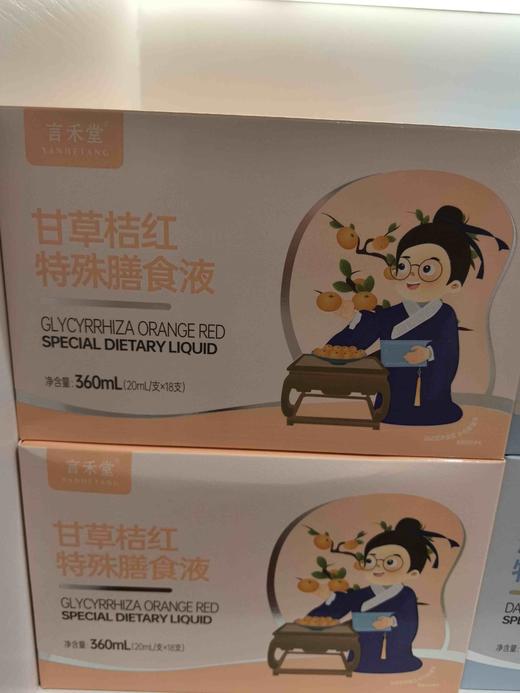 言禾堂
YANHETANG
甘草桔红
特殊膳食液
GLYCYRRHIZA ORANGE RED
SPECIAL DIETARY LIQUID
净含量: 360mL (20mL/支×18支)
言禾堂
YANHETANG
甘草桔红
特殊膳食液
GLYCYRRHIZA ORANGE RED
SPECIAL DIETARY LIQUID
净含量: 360mL (20mL/支×18支)
DA
SPE